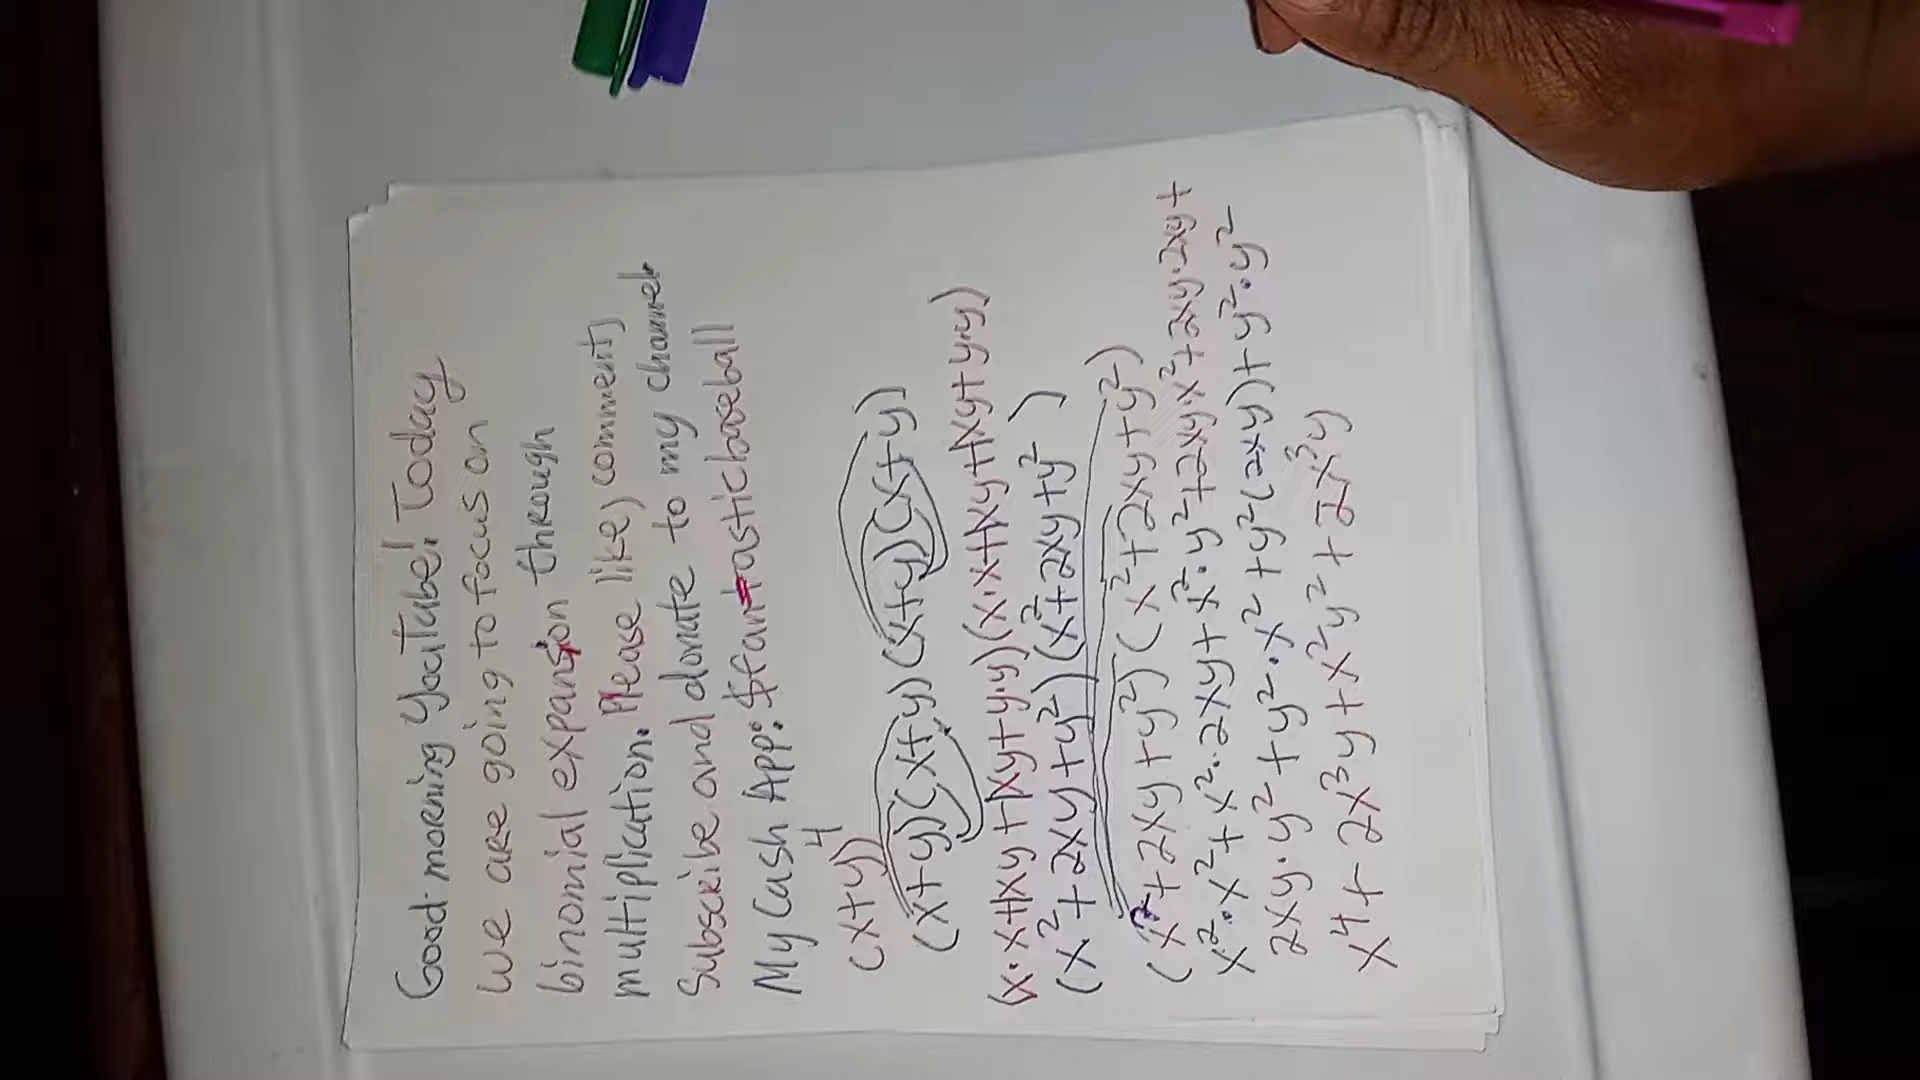 Good morning YouTube! Today
we are going to focus on
binomial expansion through
multiplication. Please like, comment,
Subscribe and donate to my channel.
My Cash App: $fantasticbaseball
(x+y)⁴
(x+y)(x+y)(x+y)(x+y)
(x·x+xy+xy+y·y)(x·x+xy+xy+y·y)
(x²+2xy+y²)(x²+2xy+y²)
(x²+2xy+y²)(x²+2xy+y²)
x²·x²+x²·2xy+x²·y²+2xy·x²+2xy·2xy+
2xy·y²+y²·x²+y²(2xy)+y²·y²
x⁴+2x³y+x²y²+2x³y